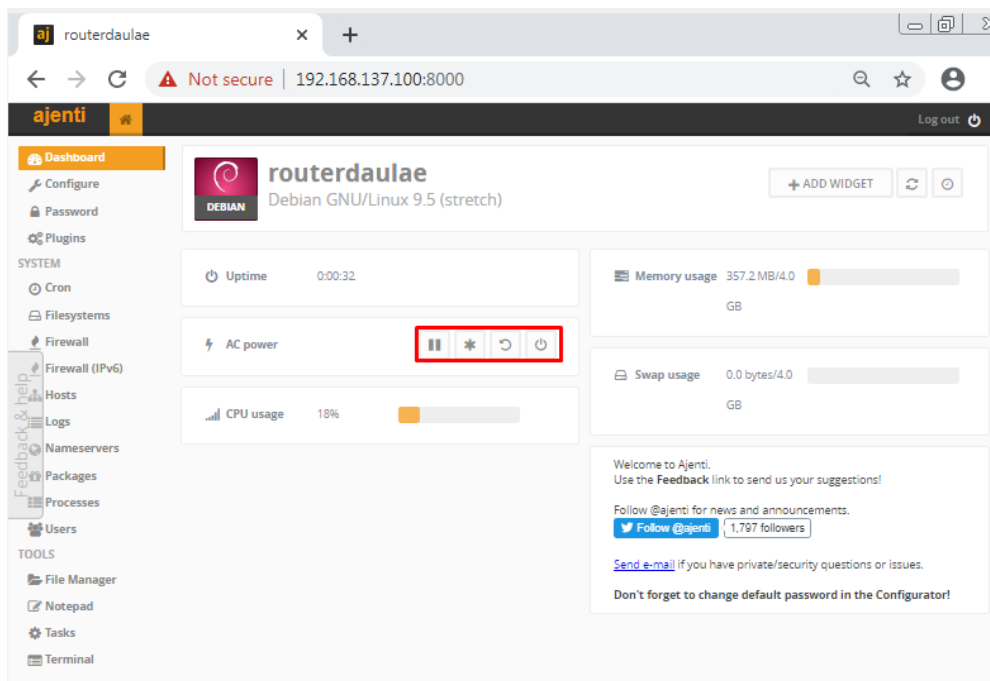 aj routerdaulae
Not secure 192.168.137.100:8000
ajenti
Log out
Dashboard
Configure
Password
Plugins
SYSTEM
Cron
Filesystems
Firewall
Firewall (IPv6)
Hosts
Logs
Nameservers
Packages
Processes
Users
TOOLS
File Manager
Notepad
Tasks
Terminal
Feedback & help
DEBIAN
routerdaulae
Debian GNU/Linux 9.5 (stretch)
+ ADD WIDGET
Uptime 0:00:32
AC power
CPU usage 18%
Memory usage 357.2 MB/4.0
GB
Swap usage 0.0 bytes/4.0
GB
Welcome to Ajenti.
Use the Feedback link to send us your suggestions!
Follow @ajenti for news and announcements.
Follow @ajenti 1,797 followers
Send e-mail if you have private/security questions or issues.
Don't forget to change default password in the Configurator!